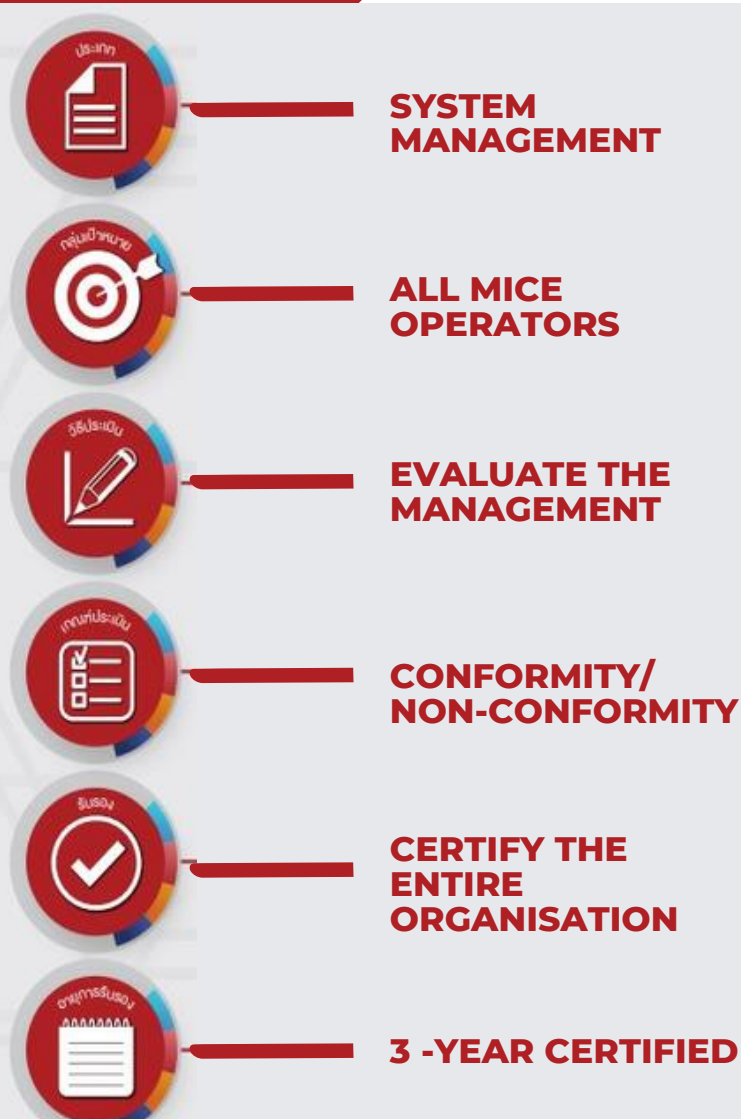 ประเภท
SYSTEM
MANAGEMENT
กลุ่มเป้าหมาย
ALL MICE
OPERATORS
วิธีประเมิน
EVALUATE THE
MANAGEMENT
เกณฑ์ประเมิน
CONFORMITY/
NON-CONFORMITY
รับรอง
CERTIFY THE
ENTIRE
ORGANISATION
อายุการรับรอง
3 -YEAR CERTIFIED